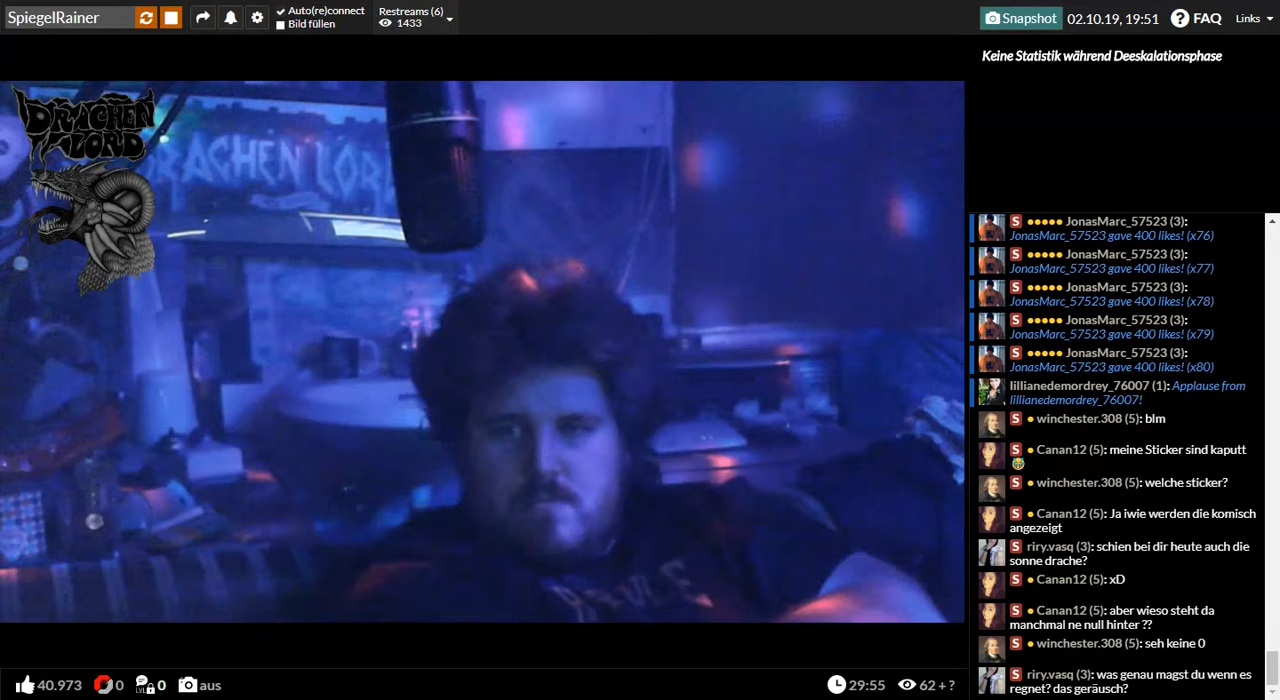 SpiegelRainer
Auto(re)connect
Bild füllen
Restreams (6)
1433
Snapshot
02.10.19, 19:51
? FAQ
Links
Keine Statistik während Deeskalationsphase
DRACHEN
LORD
DRACHEN LORD
JonasMarc_57523 (3):
JonasMarc_57523 gave 400 likes! (x76)
JonasMarc_57523 (3):
JonasMarc_57523 gave 400 likes! (x77)
JonasMarc_57523 (3):
JonasMarc_57523 gave 400 likes! (x78)
JonasMarc_57523 (3):
JonasMarc_57523 gave 400 likes! (x79)
JonasMarc_57523 (3):
JonasMarc_57523 gave 400 likes! (x80)
lillianedemordrey_76007 (1): Applause from
lillianedemordrey_76007!
S winchester.308 (5): blm
S Canan12 (5): meine Sticker sind kaputt
S winchester.308 (5): welche sticker?
S Canan12 (5): Ja iwie werden die komisch
angezeigt
S riry.vasq (3): schien bei dir heute auch die
sonne drache?
S Canan12 (5): xD
S Canan12 (5): aber wieso steht da
manchmal ne null hinter ??
S winchester.308 (5): seh keine 0
S riry.vasq (3): was genau magst du wenn es
regnet? das geräusch?
40.973
0
0
aus
29:55
62 + ?